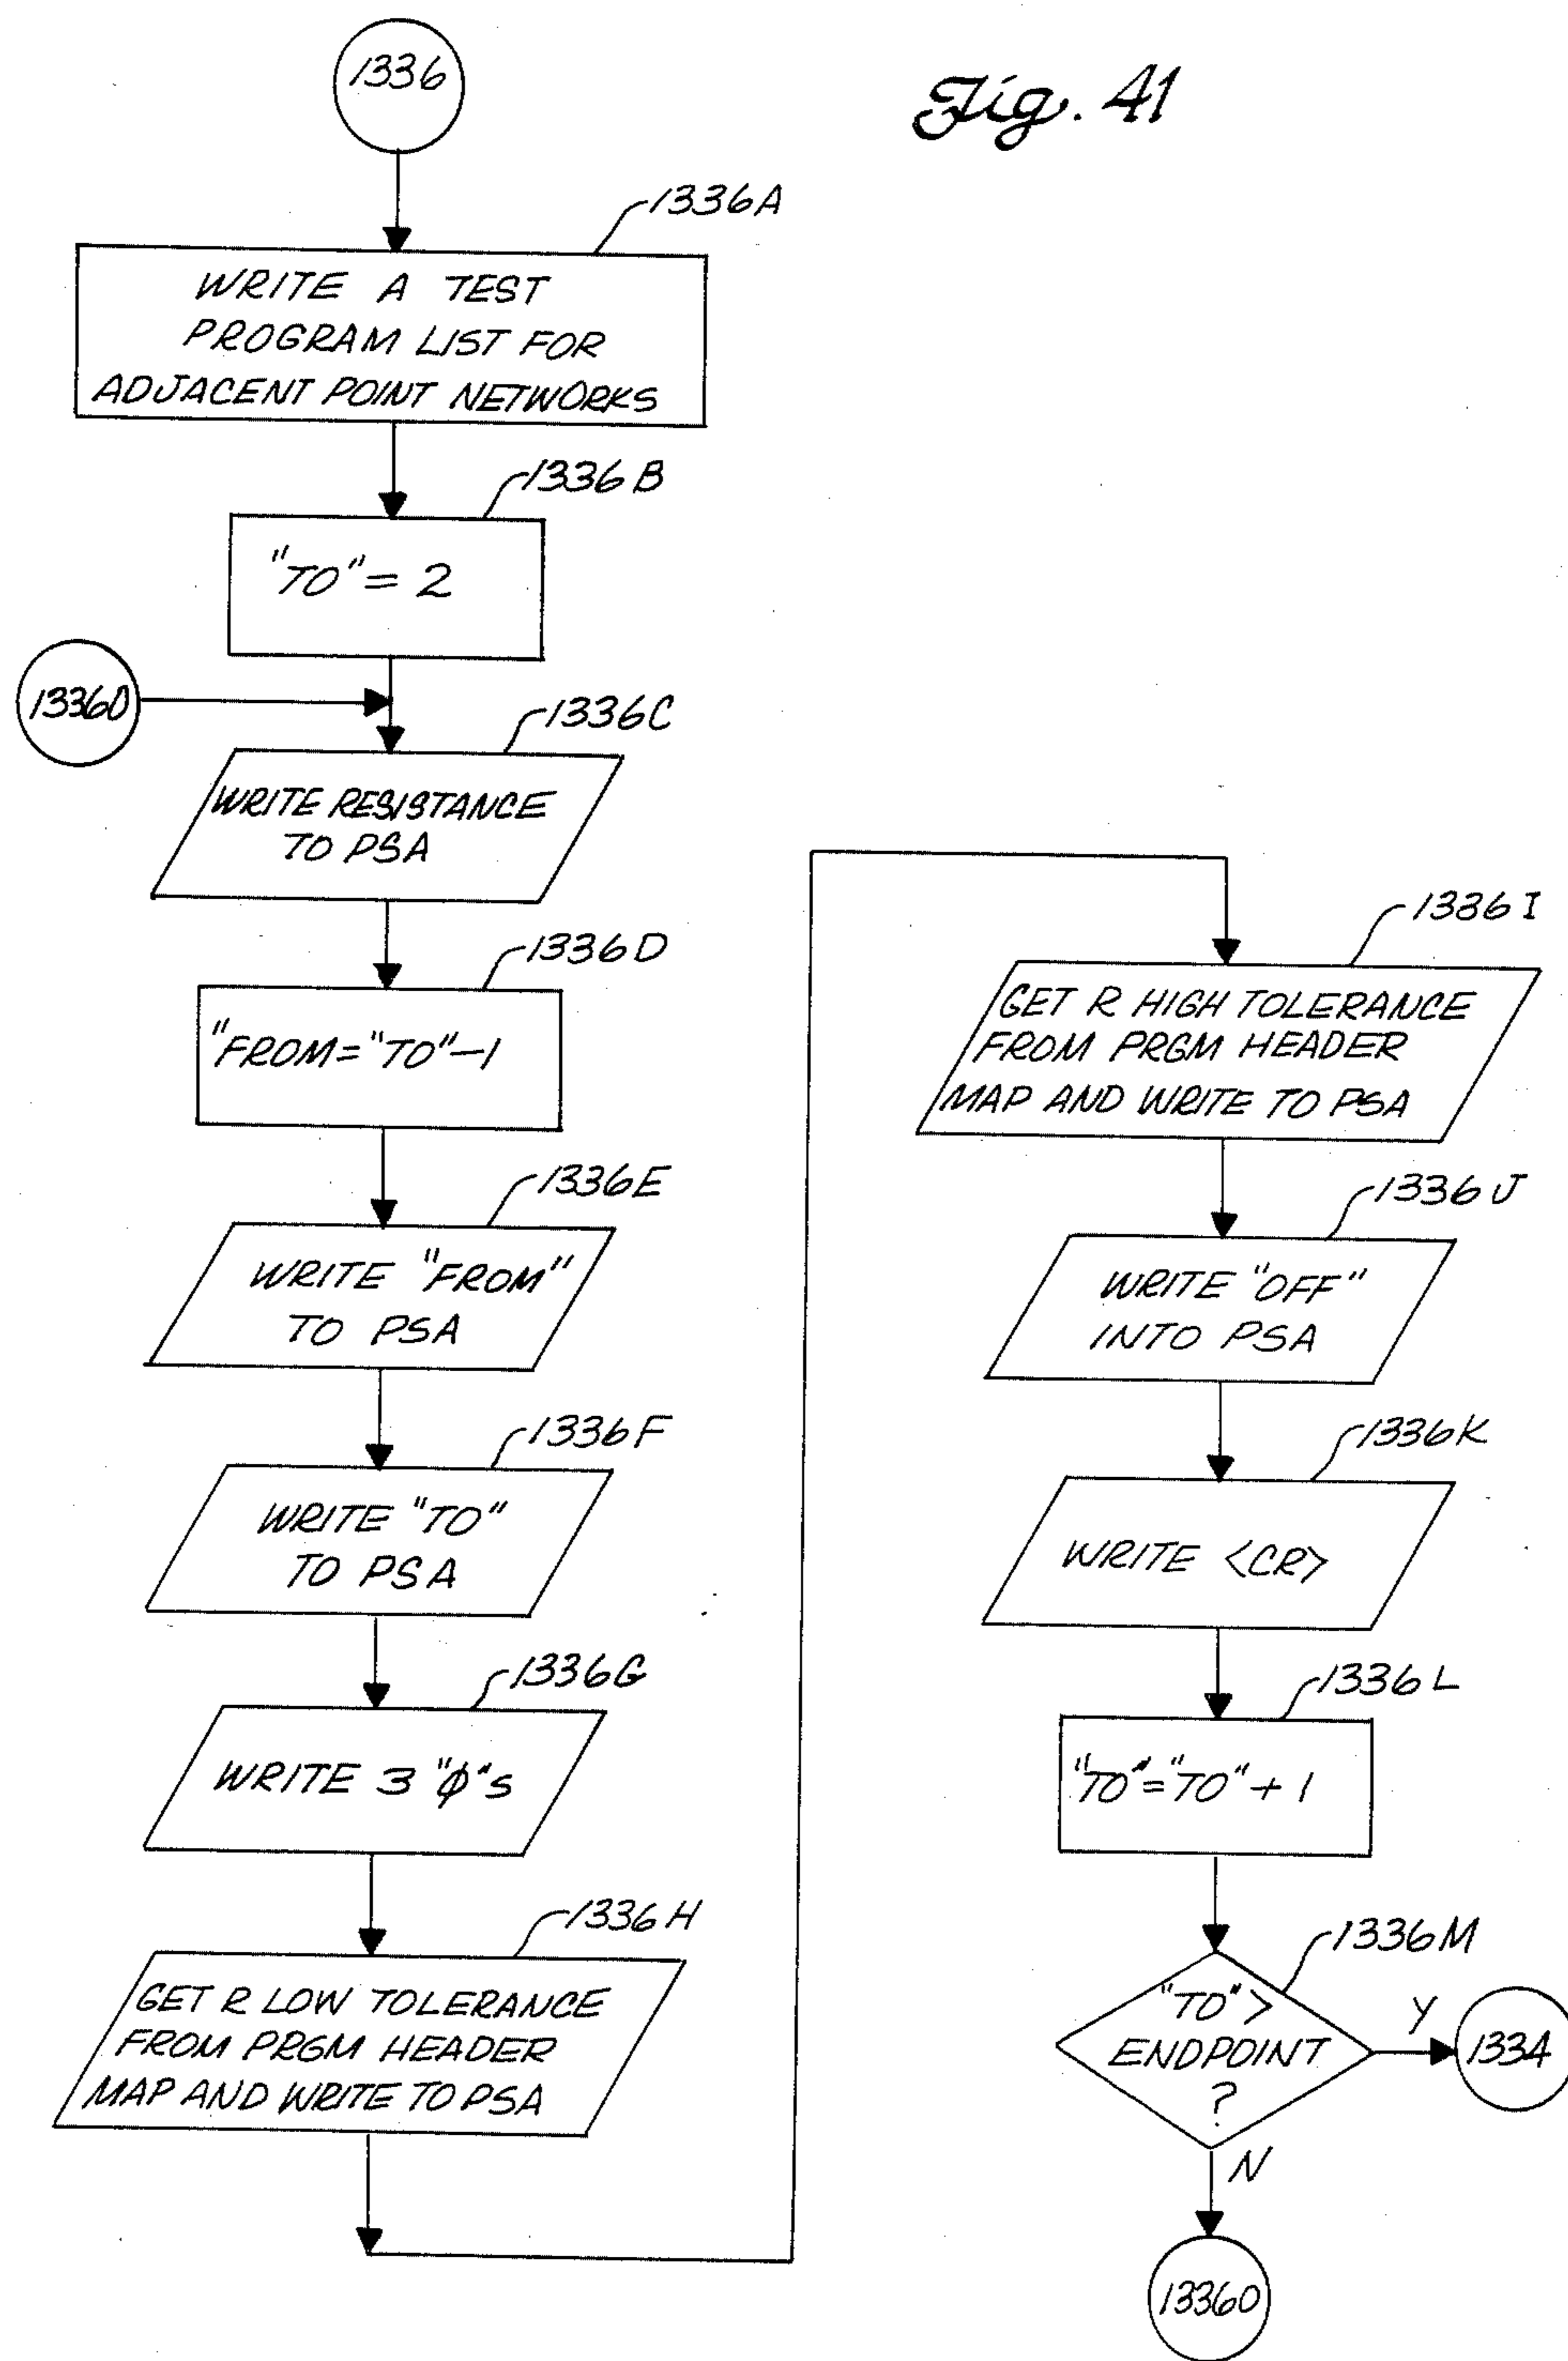 1336
Fig. 41
1336A
WRITE A TEST
PROGRAM LIST FOR
ADJACENT POINT NETWORKS
1336B
"TO" = 2
1336O
1336C
WRITE RESISTANCE
TO PSA
1336D
"FROM="TO"-1
1336E
WRITE "FROM"
TO PSA
1336F
WRITE "TO"
TO PSA
1336G
WRITE 3 "ϕ"s
1336H
GET R LOW TOLERANCE
FROM PRGM HEADER
MAP AND WRITE TO PSA
1336I
GET R HIGH TOLERANCE
FROM PRGM HEADER
MAP AND WRITE TO PSA
1336J
WRITE "OFF"
INTO PSA
1336K
WRITE <CR>
1336L
"TO"="TO"+1
1336M
"TO">
ENDPOINT
?
Y
1334
N
1336O